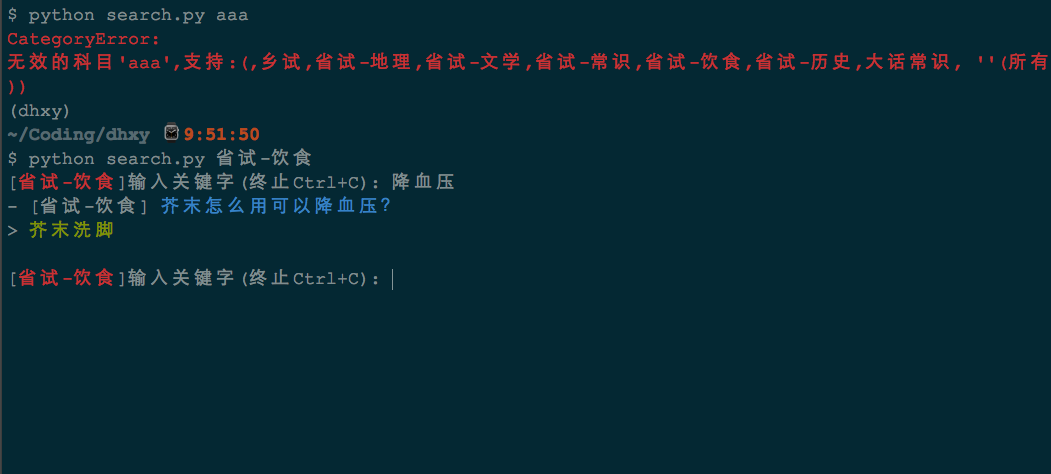 $ python search.py aaa
CategoryError:
无效的科目'aaa',支持:(,乡试,省试-地理,省试-文学,省试-常识,省试-饮食,省试-历史,大话常识, ''(所有
))
(dhxy)
~/Coding/dhxy 9:51:50
$ python search.py 省试-饮食
[省试-饮食]输入关键字(终止Ctrl+C): 降血压
- [省试-饮食] 芥末怎么用可以降血压?
> 芥末洗脚
[省试-饮食]输入关键字(终止Ctrl+C):